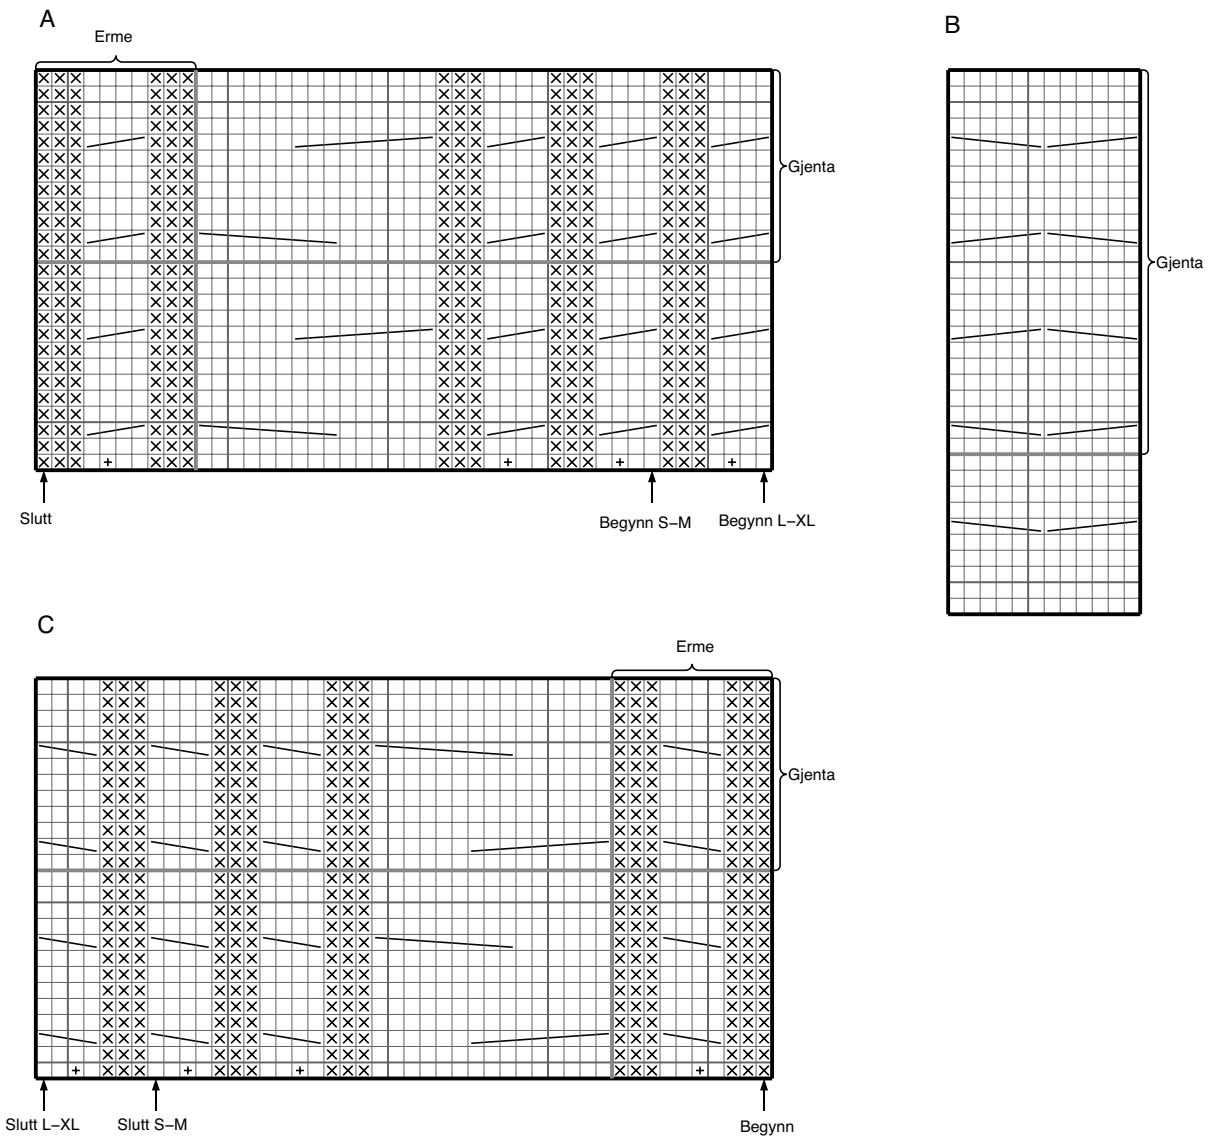 A
B
Erme
Gjenta
Gjenta
Slutt
Begynn S–M
Begynn L–XL
C
Erme
Gjenta
Slutt L–XL
Slutt S–M
Begynn